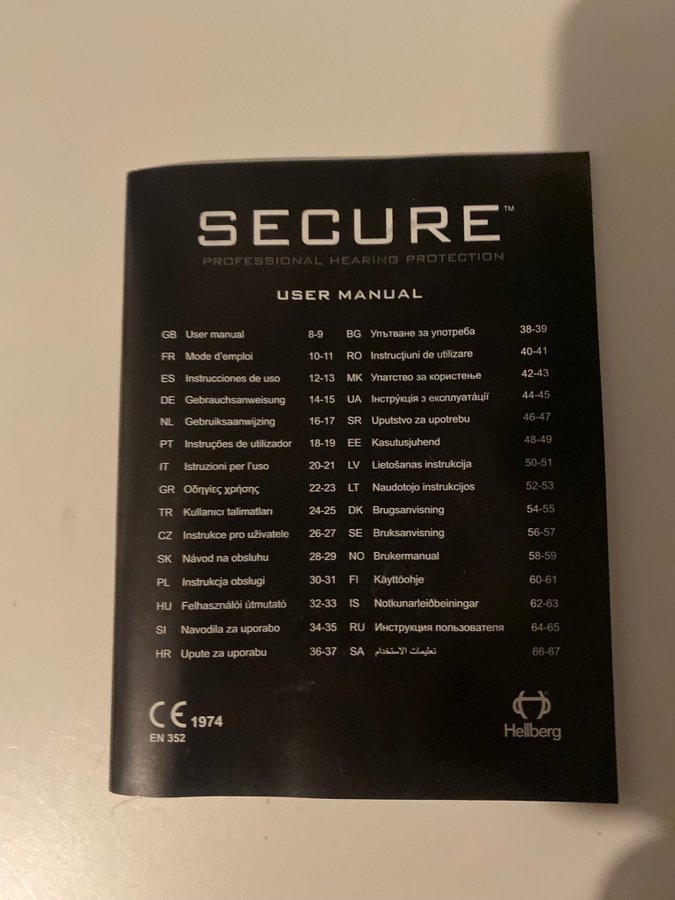 SECURE™
PROFESSIONAL HEARING PROTECTION
USER MANUAL
GB User manual 8-9
FR Mode d'emploi 10-11
ES Instrucciones de uso 12-13
DE Gebrauchsanweisung 14-15
NL Gebruiksaanwijzing 16-17
PT Instruções de utilizador 18-19
IT Istruzioni per l'uso 20-21
GR Οδηγίες χρήσης 22-23
TR Kullanıcı talimatları 24-25
CZ Instrukce pro uživatele 26-27
SK Návod na obsluhu 28-29
PL Instrukcja obsługi 30-31
HU Felhasználói útmutató 32-33
SI Navodila za uporabo 34-35
HR Upute za uporabu 36-37
BG Упътване за употреба 38-39
RO Instrucţiuni de utilizare 40-41
MK Упатство за користење 42-43
UA Інстру́кція з експлуата́ції 44-45
SR Uputstvo za upotrebu 46-47
EE Kasutusjuhend 48-49
LV Lietošanas instrukcija 50-51
LT Naudotojo instrukcijos 52-53
DK Brugsanvisning 54-55
SE Bruksanvisning 56-57
NO Brukermanual 58-59
FI Käyttöohje 60-61
IS Notkunarleiðbeiningar 62-63
RU Инструкция пользователя 64-65
SA تعليمات الاستخدام 66-67
CE 1974
EN 352
Hellberg